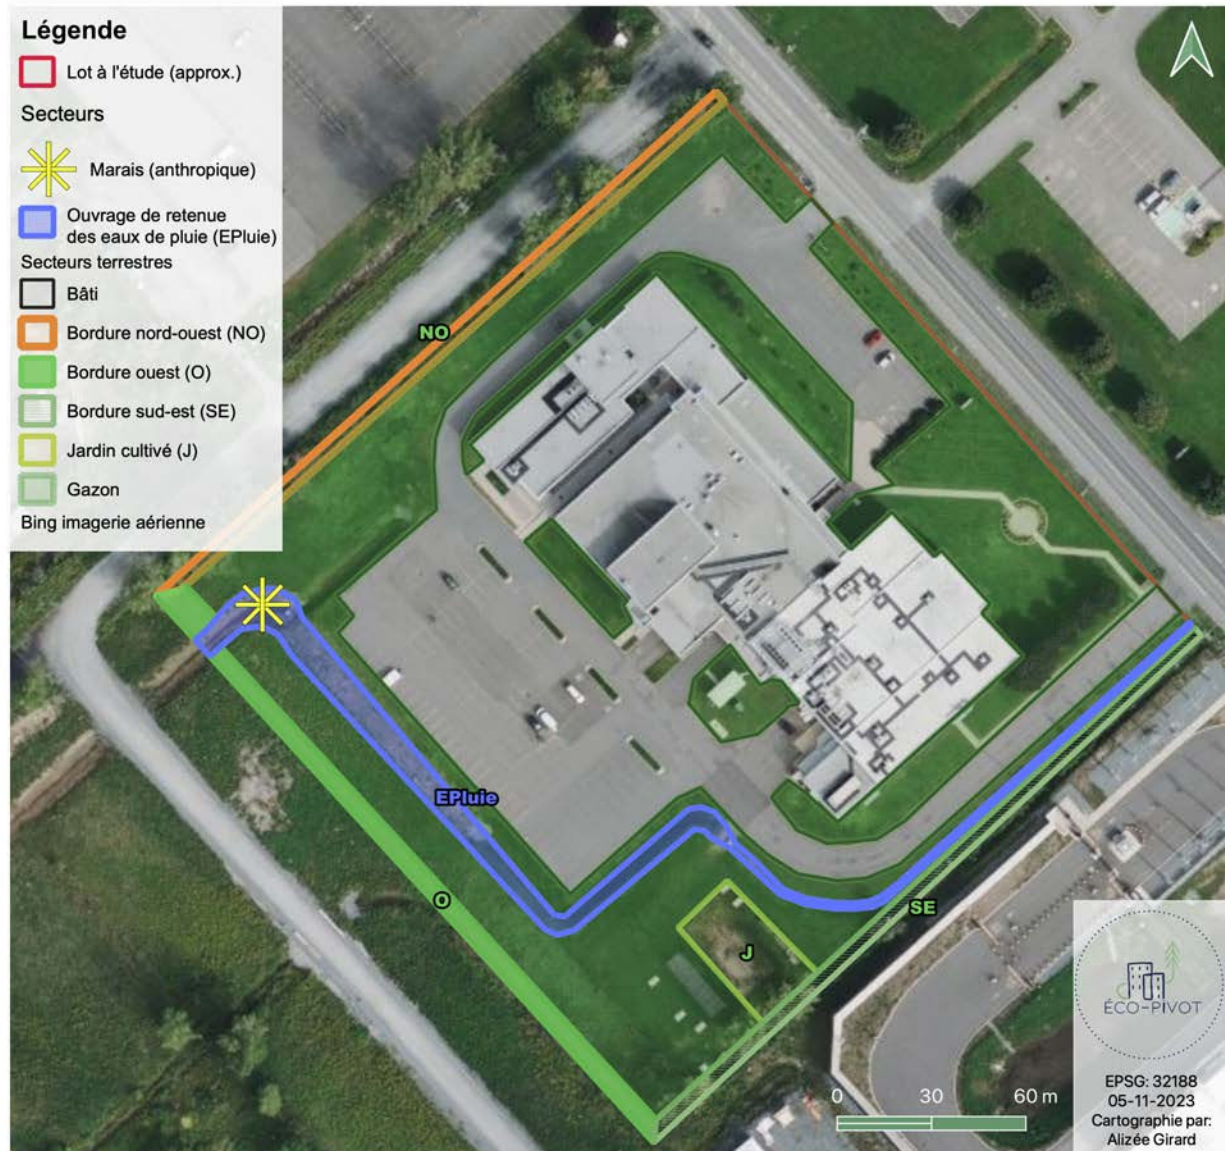 Légende
Lot à l'étude (approx.)
Secteurs
Marais (anthropique)
Ouvrage de retenue
des eaux de pluie (EPluie)
Secteurs terrestres
Bâti
Bordure nord-ouest (NO)
Bordure ouest (O)
Bordure sud-est (SE)
Jardin cultivé (J)
Gazon
Bing imagerie aérienne
NO
EPluie
O
SE
J
ÉCO-PIVOT
0 30 60 m
EPSG: 32188
05-11-2023
Cartographie par:
Alizée Girard